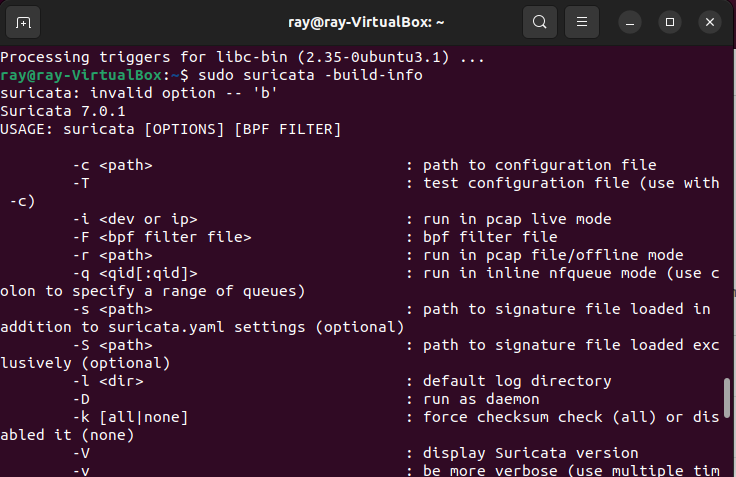 ray@ray-VirtualBox: ~
Processing triggers for libc-bin (2.35-0ubuntu3.1) ...
ray@ray-VirtualBox:~$ sudo suricata -build-info
suricata: invalid option -- 'b'
Suricata 7.0.1
USAGE: suricata [OPTIONS] [BPF FILTER]
-c <path> : path to configuration file
-T : test configuration file (use with
-c)
-i <dev or ip> : run in pcap live mode
-F <bpf filter file> : bpf filter file
-r <path> : run in pcap file/offline mode
-q <qid[:qid]> : run in inline nfqueue mode (use c
olon to specify a range of queues)
-s <path> : path to signature file loaded in
addition to suricata.yaml settings (optional)
-S <path> : path to signature file loaded exc
lusively (optional)
-l <dir> : default log directory
-D : run as daemon
-k [all|none] : force checksum check (all) or dis
abled it (none)
-V : display Suricata version
-v : be more verbose (use multiple tim